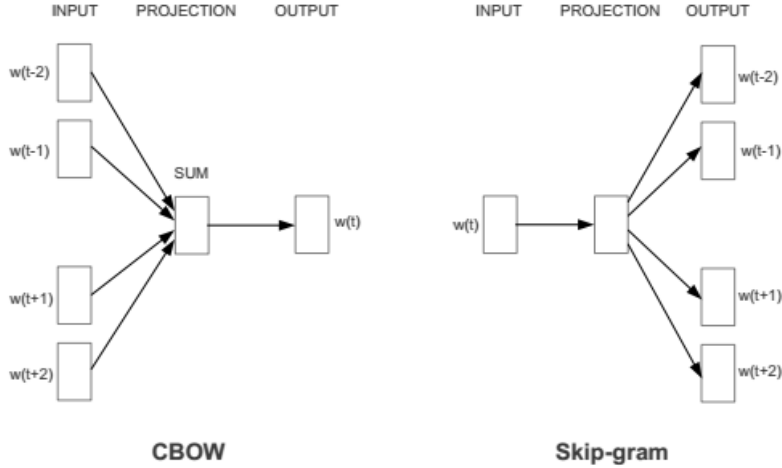 INPUT PROJECTION OUTPUT
w(t-2)
w(t-1)
SUM
w(t)
w(t+1)
w(t+2)
CBOW
INPUT PROJECTION OUTPUT
w(t-2)
w(t-1)
w(t)
w(t+1)
w(t+2)
Skip-gram